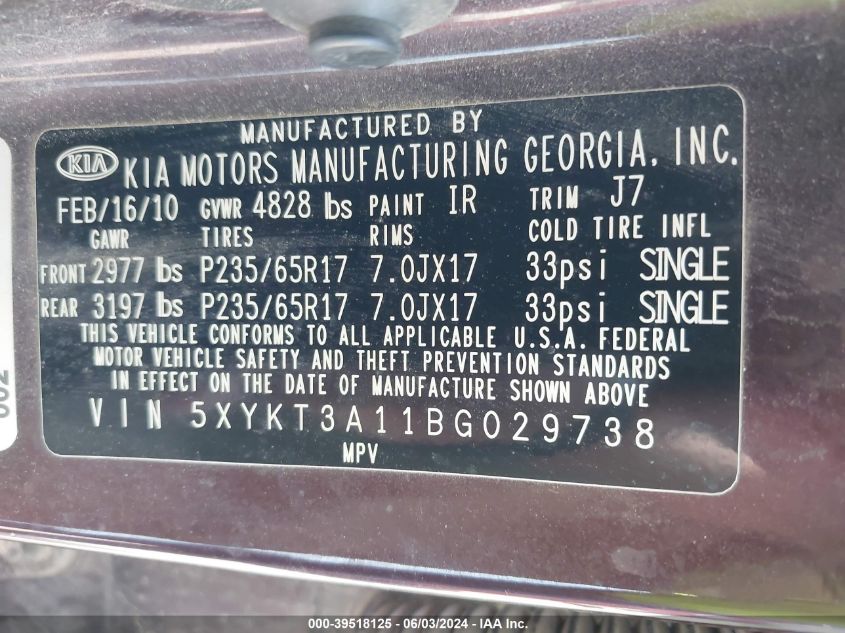 MANUFACTURED BY
KIA KIA MOTORS MANUFACTURING GEORGIA, INC.
FEB/16/10 GVWR 4828 lbs PAINT IR TRIM J7
GAWR TIRES RIMS COLD TIRE INFL
FRONT 2977 lbs P235/65R17 7.0JX17 33psi SINGLE
REAR 3197 lbs P235/65R17 7.0JX17 33psi SINGLE
THIS VEHICLE CONFORMS TO ALL APPLICABLE U.S.A. FEDERAL
MOTOR VEHICLE SAFETY AND THEFT PREVENTION STANDARDS
IN EFFECT ON THE DATE OF MANUFACTURE SHOWN ABOVE
VIN 5XYKT3A11BG029738
MPV
000-39518125 - 06/03/2024 - IAA Inc.